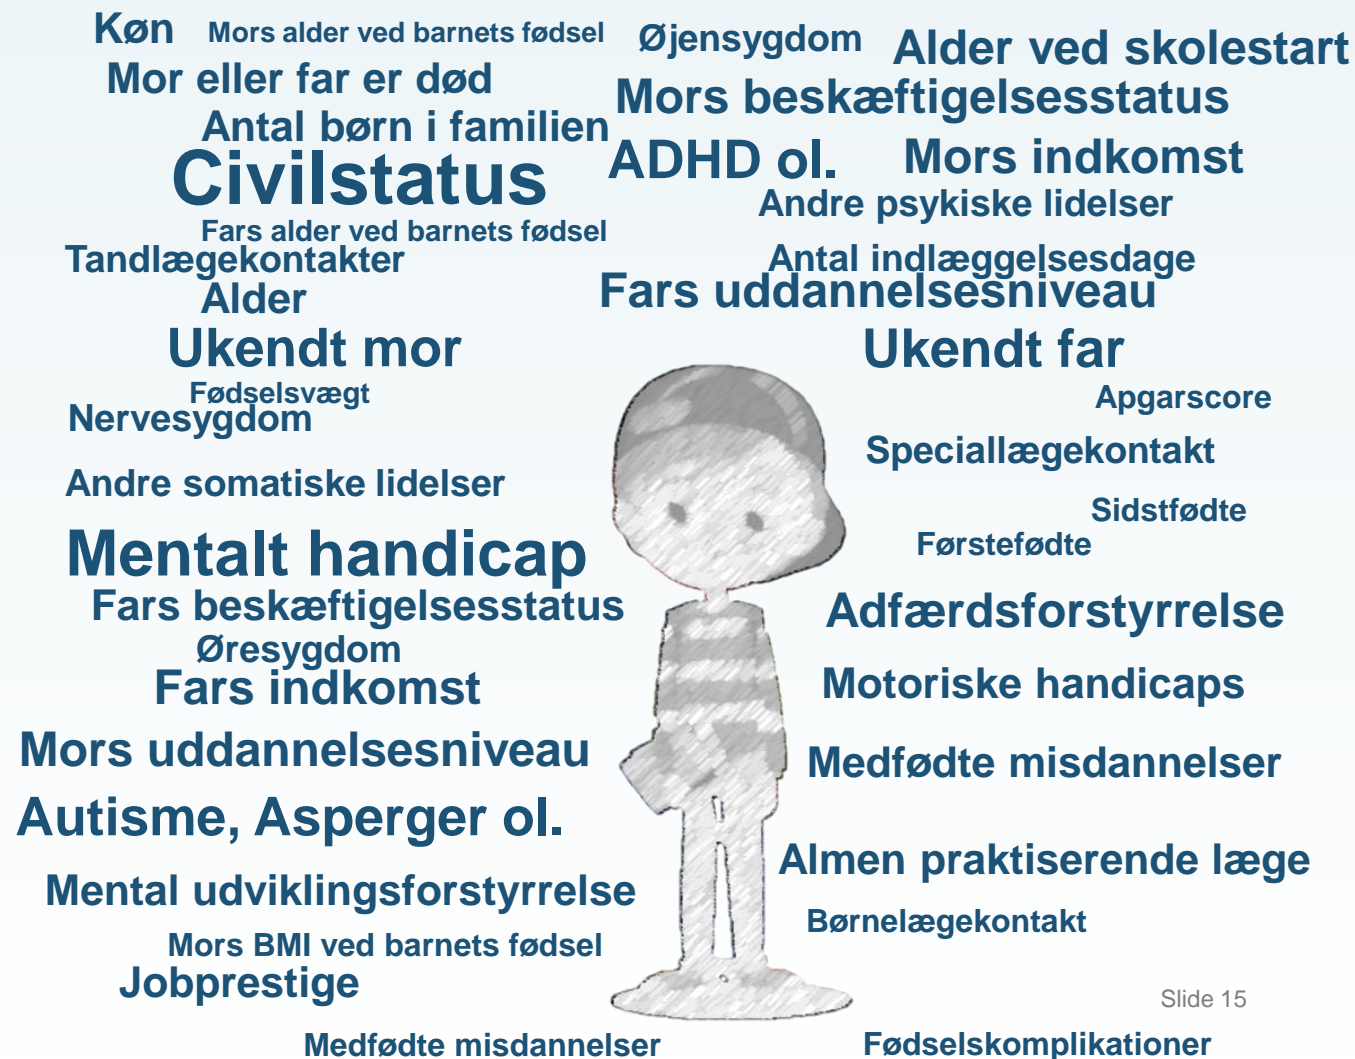 Køn
Mors alder ved barnets fødsel
Øjensygdom
Alder ved skolestart
Mor eller far er død
Mors beskæftigelsesstatus
Antal børn i familien
Civilstatus
ADHD ol.
Mors indkomst
Andre psykiske lidelser
Fars alder ved barnets fødsel
Tandlægekontakter
Antal indlæggelsesdage
Alder
Fars uddannelsesniveau
Ukendt mor
Ukendt far
Fødselsvægt
Apgarscore
Nervesygdom
Speciallægekontakt
Andre somatiske lidelser
Sidstfødte
Førstefødte
Mentalt handicap
Fars beskæftigelsesstatus
Adfærdsforstyrrelse
Øresygdom
Fars indkomst
Motoriske handicaps
Mors uddannelsesniveau
Medfødte misdannelser
Autisme, Asperger ol.
Almen praktiserende læge
Mental udviklingsforstyrrelse
Børnelægekontakt
Mors BMI ved barnets fødsel
Jobprestige
Slide 15
Medfødte misdannelser
Fødselskomplikationer